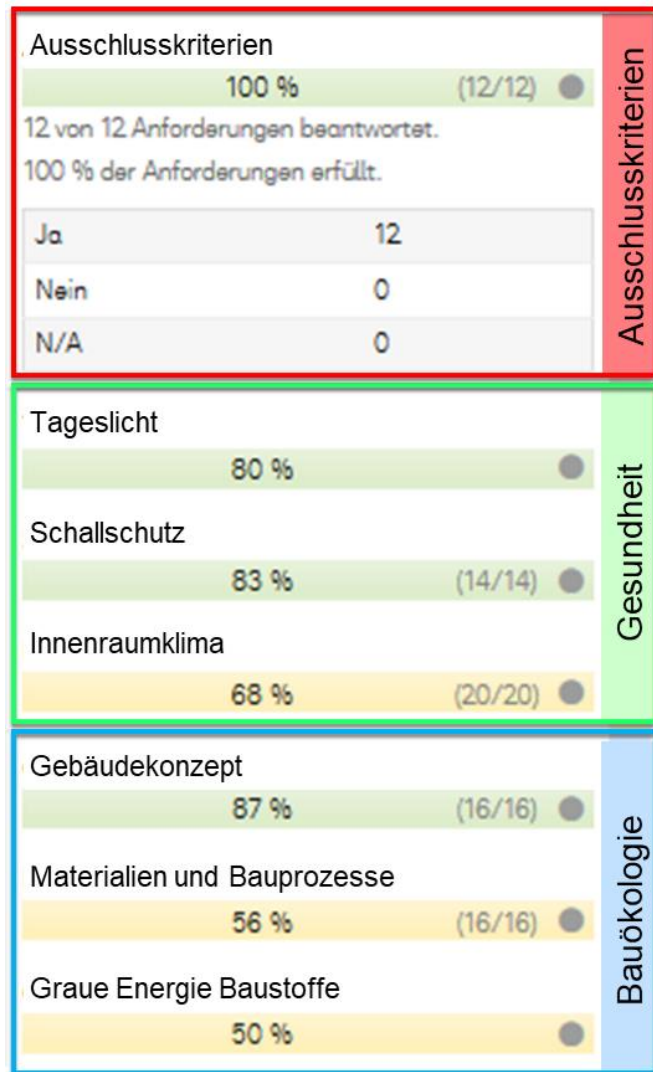 Ausschlusskriterien
100 % (12/12)
12 von 12 Anforderungen beantwortet.
100 % der Anforderungen erfüllt.
Ja 12
Nein 0
N/A 0
Ausschlusskriterien
Tageslicht
80 %
Schallschutz
83 % (14/14)
Innenraumklima
68 % (20/20)
Gesundheit
Gebäudekonzept
87 % (16/16)
Materialien und Bauprozesse
56 % (16/16)
Graue Energie Baustoffe
50 %
Bauökologie